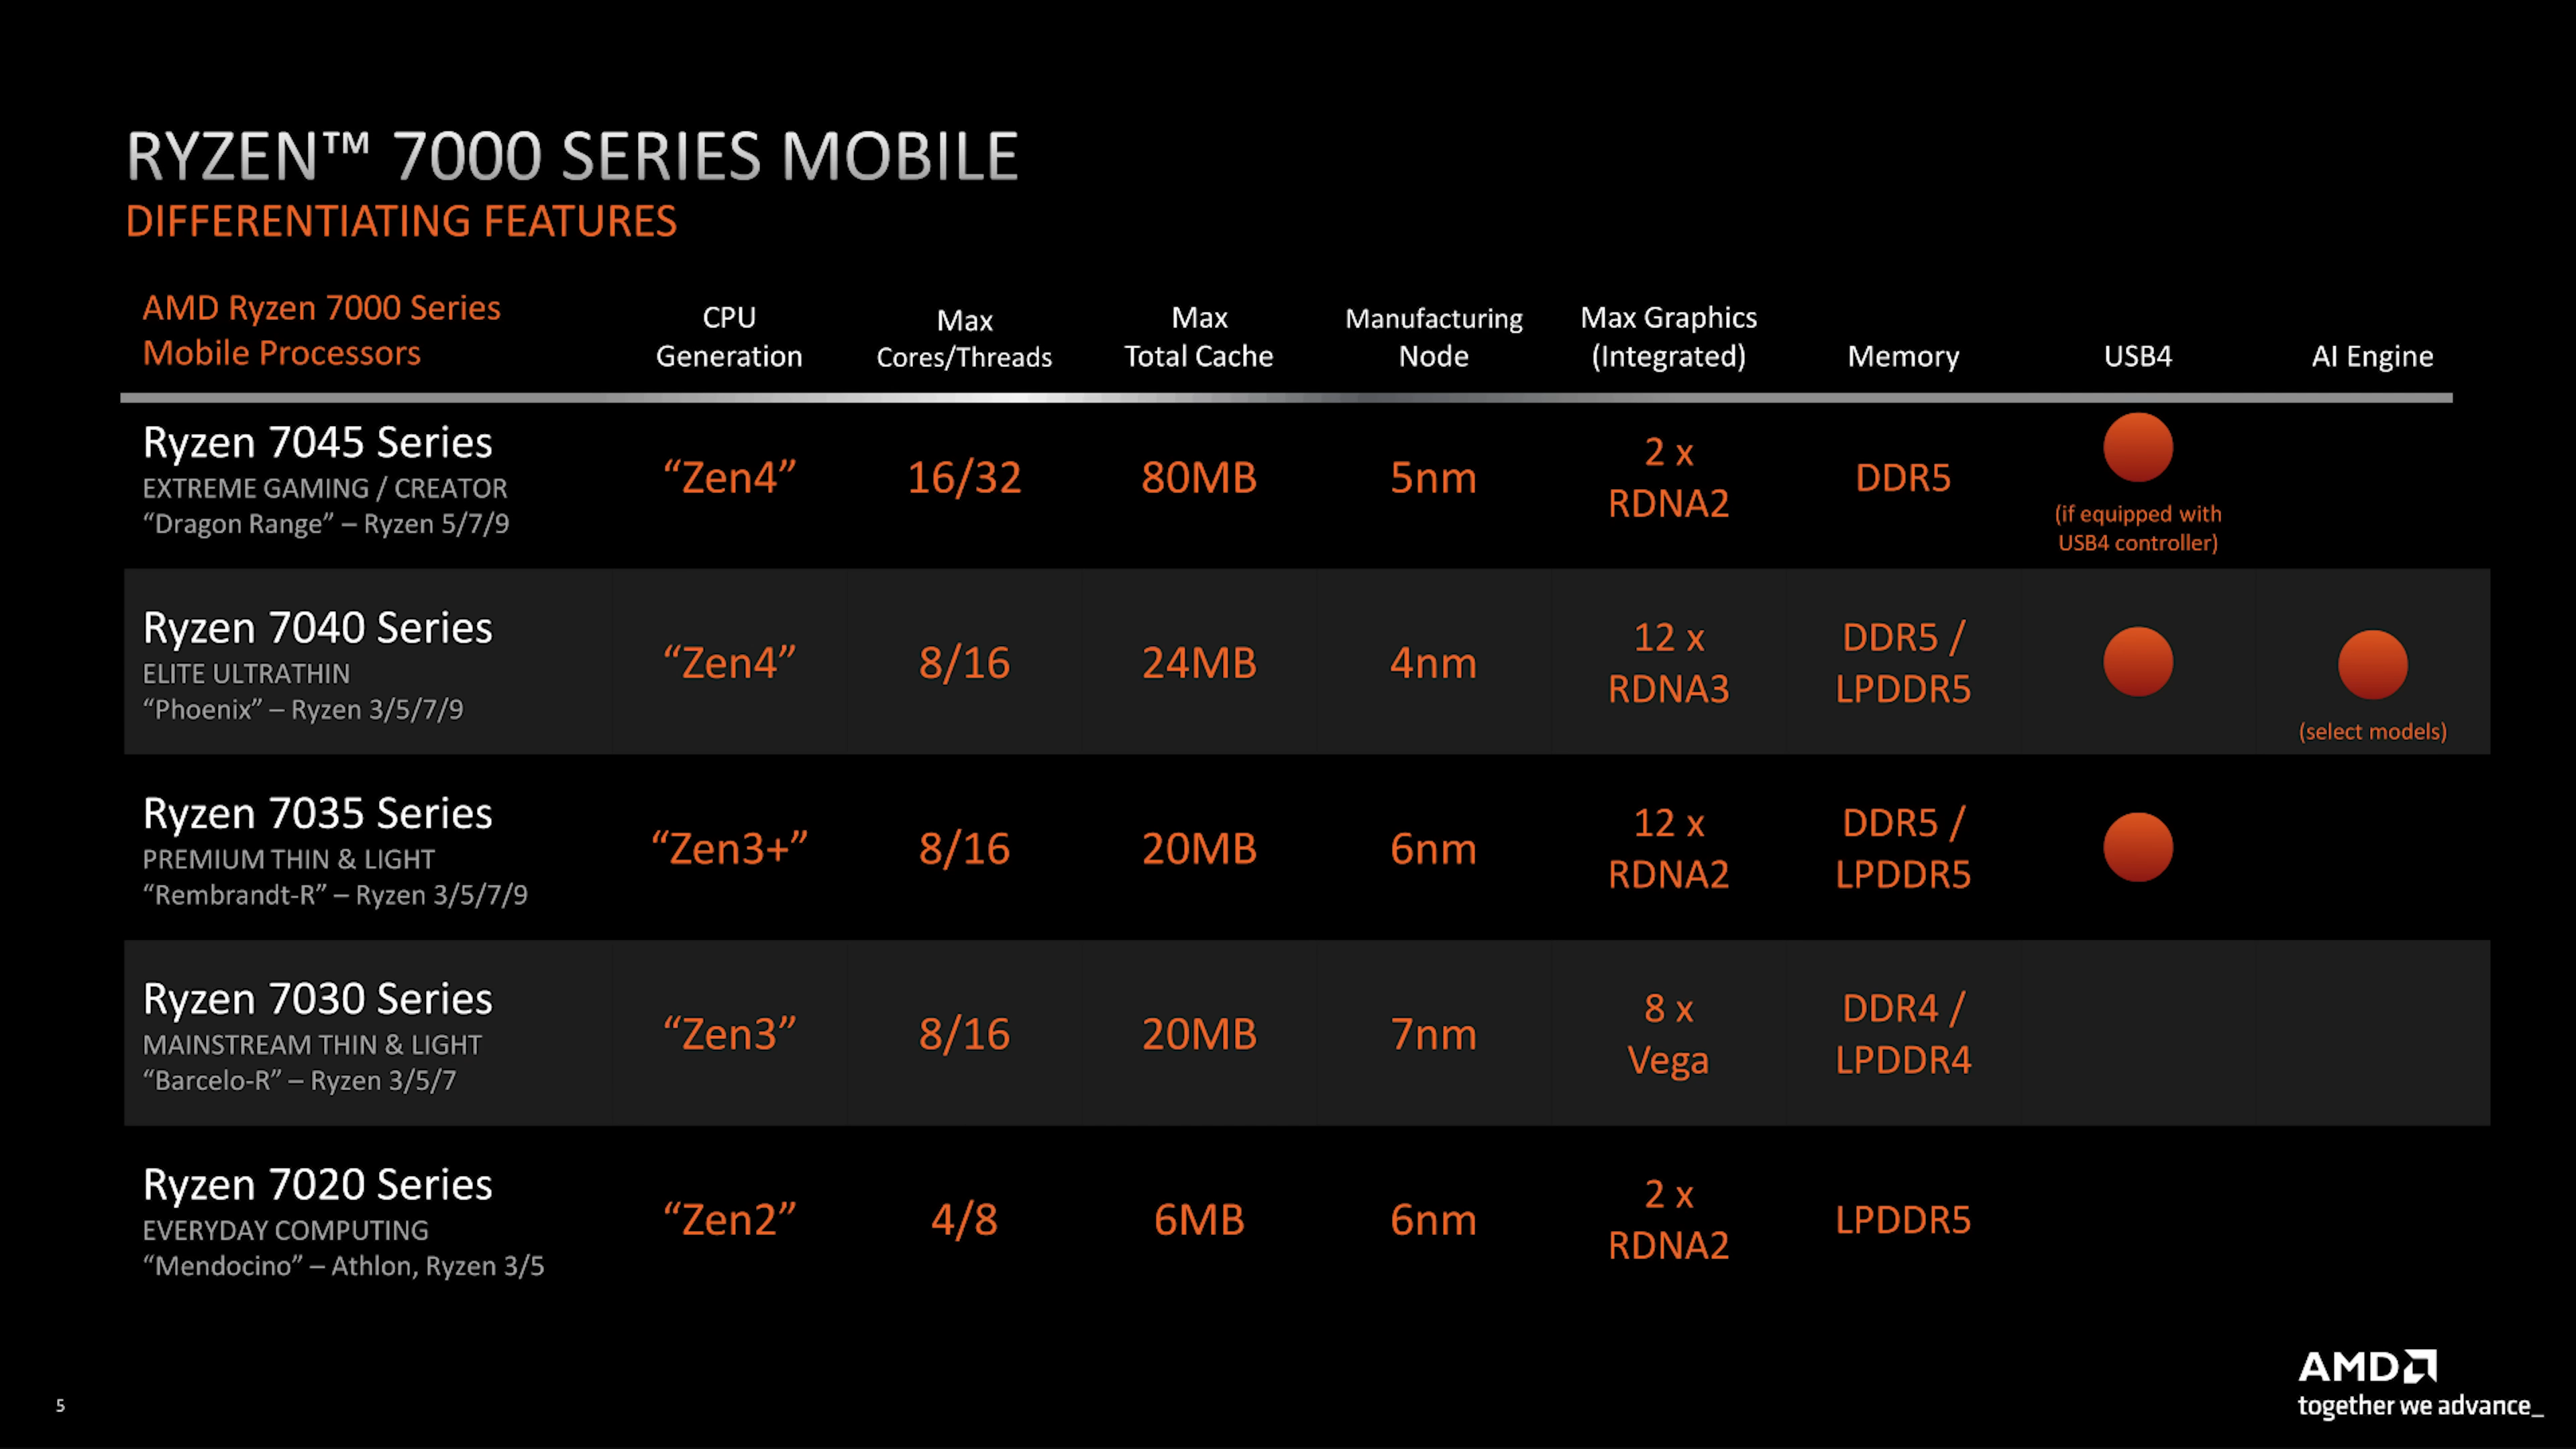 RYZEN™ 7000 SERIES MOBILE
DIFFERENTIATING FEATURES
AMD Ryzen 7000 Series
Mobile Processors
CPU
Generation
Max
Cores/Threads
Max
Total Cache
Manufacturing
Node
Max Graphics
(Integrated)
Memory
USB4
AI Engine
Ryzen 7045 Series
EXTREME GAMING / CREATOR
“Dragon Range” – Ryzen 5/7/9
“Zen4”
16/32
80MB
5nm
2 x
RDNA2
DDR5
(if equipped with
USB4 controller)
Ryzen 7040 Series
ELITE ULTRATHIN
“Phoenix” – Ryzen 3/5/7/9
“Zen4”
8/16
24MB
4nm
12 x
RDNA3
DDR5 /
LPDDR5
(select models)
Ryzen 7035 Series
PREMIUM THIN & LIGHT
“Rembrandt-R” – Ryzen 3/5/7/9
“Zen3+”
8/16
20MB
6nm
12 x
RDNA2
DDR5 /
LPDDR5
Ryzen 7030 Series
MAINSTREAM THIN & LIGHT
“Barcelo-R” – Ryzen 3/5/7
“Zen3”
8/16
20MB
7nm
8 x
Vega
DDR4 /
LPDDR4
Ryzen 7020 Series
EVERYDAY COMPUTING
“Mendocino” – Athlon, Ryzen 3/5
“Zen2”
4/8
6MB
6nm
2 x
RDNA2
LPDDR5
5
AMD
together we advance_